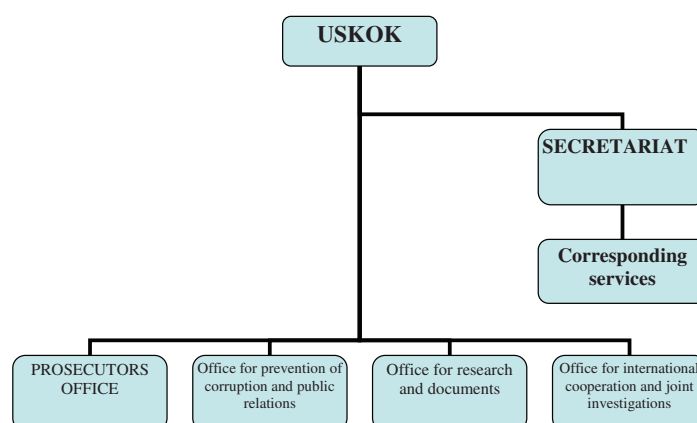 USKOK
SECRETARIAT
Corresponding
services
PROSECUTORS
OFFICE
Office for prevention of
corruption and public
relations
Office for research
and documents
Office for international
cooperation and joint
investigations